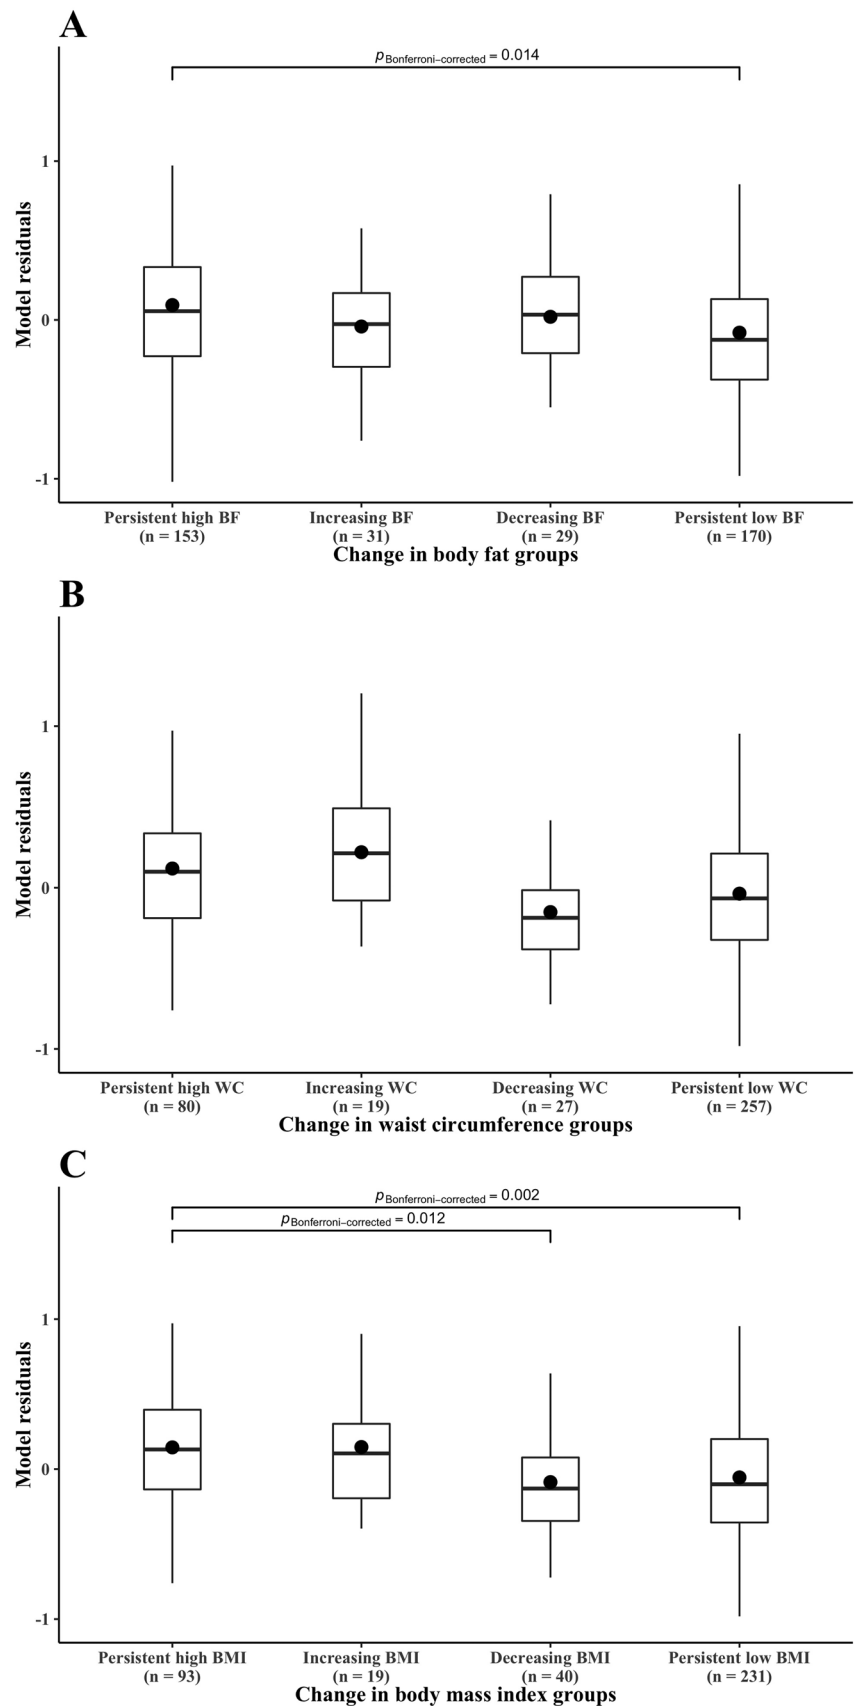 A
pBonferroni−corrected = 0.014
Model residuals
1
0
-1
Persistent high BF
(n = 153)
Increasing BF
(n = 31)
Decreasing BF
(n = 29)
Persistent low BF
(n = 170)
Change in body fat groups
B
Model residuals
1
0
-1
Persistent high WC
(n = 80)
Increasing WC
(n = 19)
Decreasing WC
(n = 27)
Persistent low WC
(n = 257)
Change in waist circumference groups
C
pBonferroni−corrected = 0.002
pBonferroni−corrected = 0.012
Model residuals
1
0
-1
Persistent high BMI
(n = 93)
Increasing BMI
(n = 19)
Decreasing BMI
(n = 40)
Persistent low BMI
(n = 231)
Change in body mass index groups